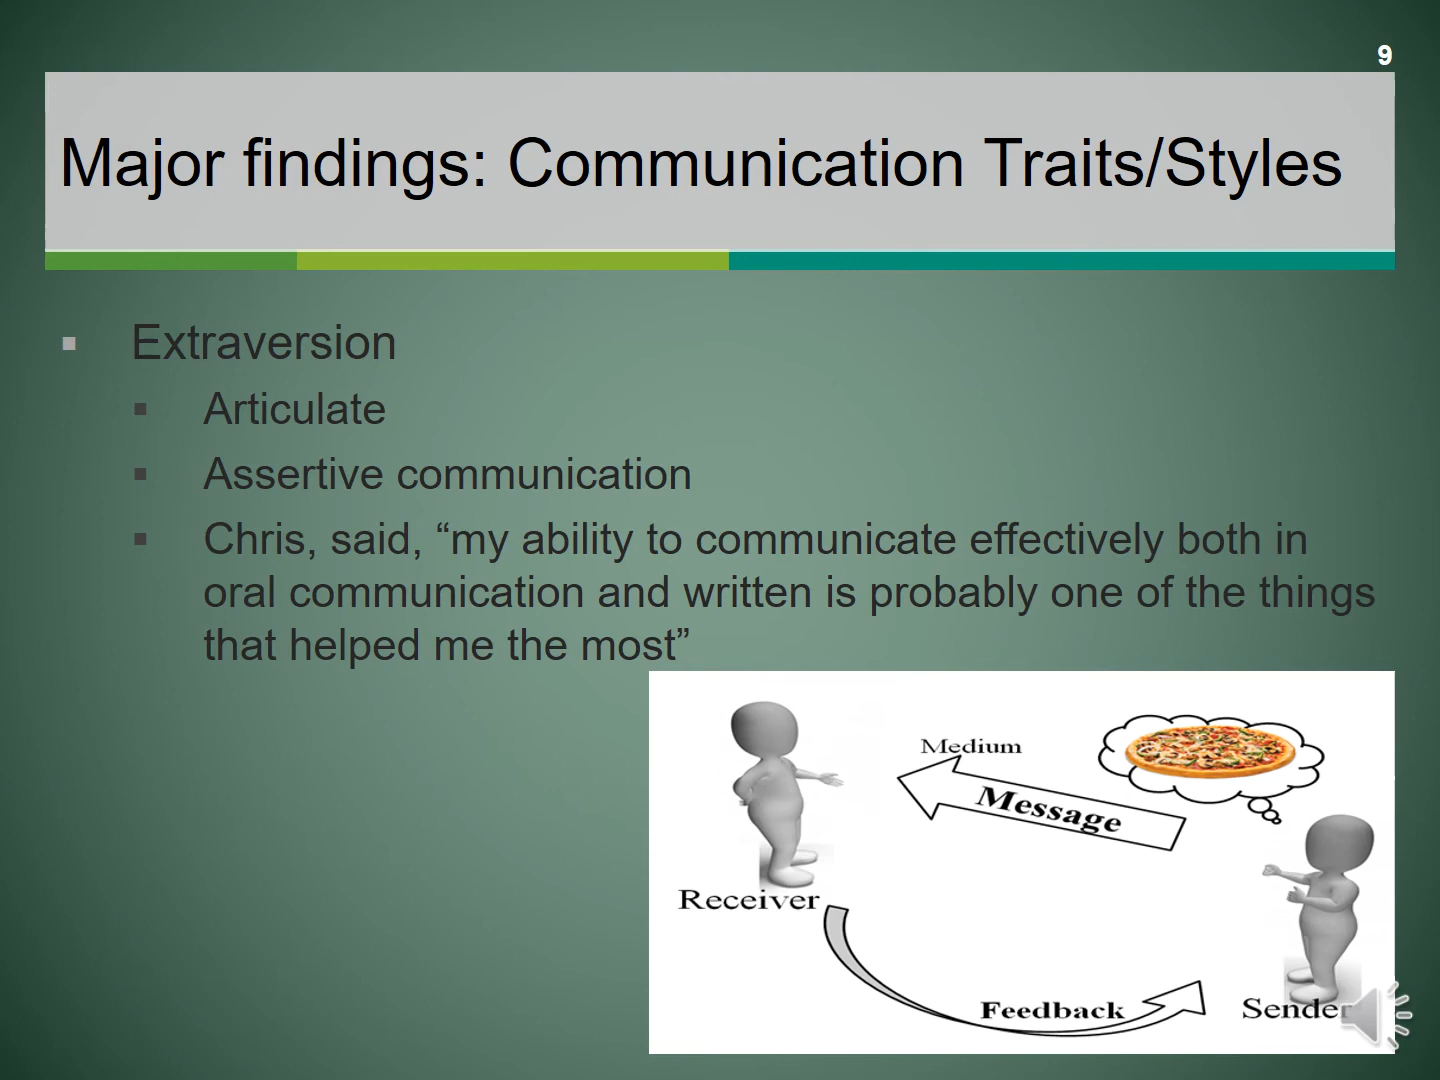 9
Major findings: Communication Traits/Styles
Extraversion
Articulate
Assertive communication
Chris, said, “my ability to communicate effectively both in
oral communication and written is probably one of the things
that helped me the most”
Medium
Message
Receiver
Feedback
Sender